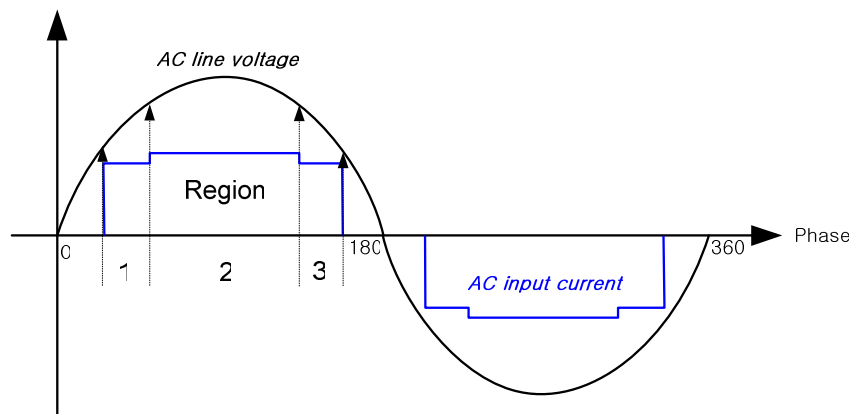 AC line voltage
Region
0
180
360
Phase
1
2
3
AC input current